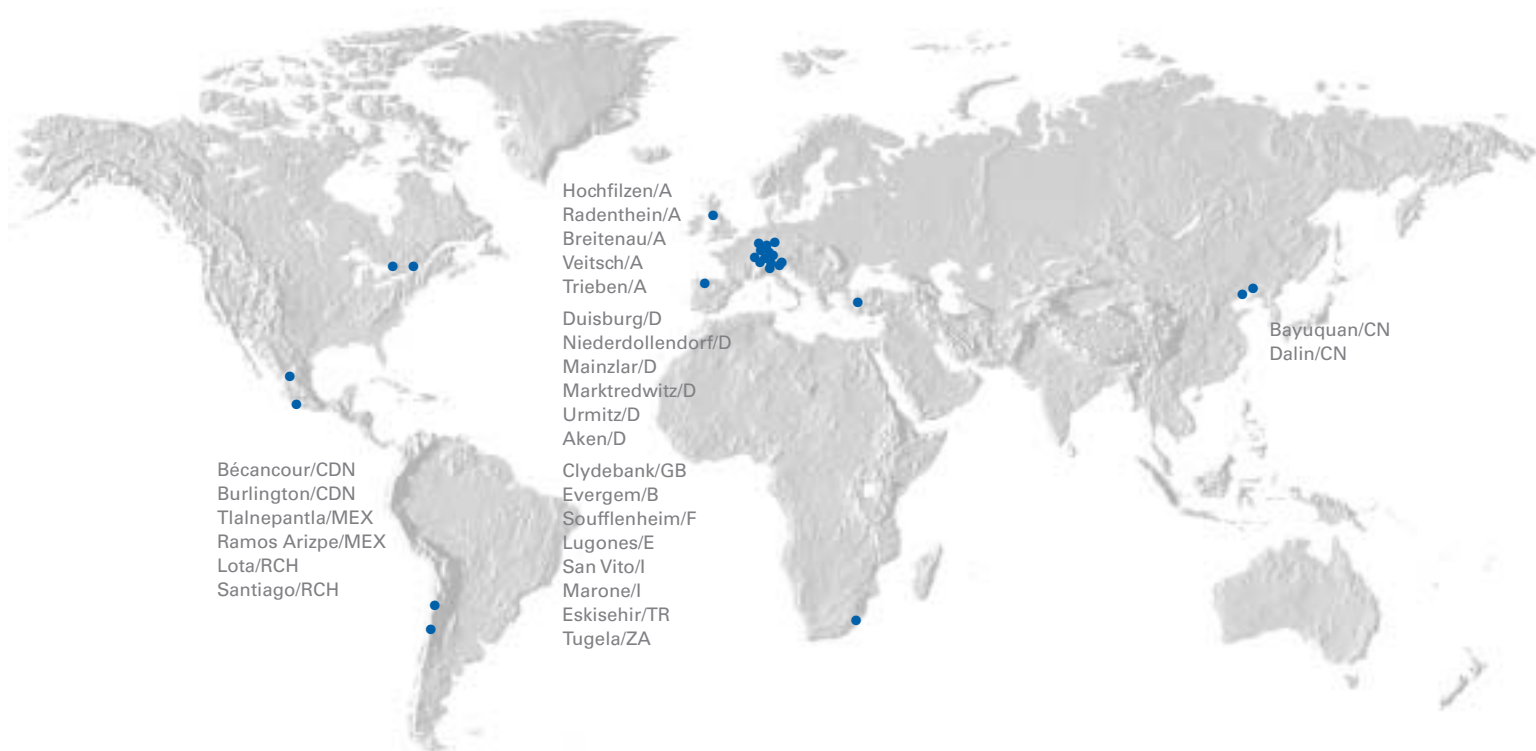 Hochfilzen/A
Radenthein/A
Breitenau/A
Veitsch/A
Trieben/A
Duisburg/D
Niederdollendorf/D
Mainzlar/D
Marktredwitz/D
Urmitz/D
Aken/D
Clydebank/GB
Evergem/B
Soufflenheim/F
Lugones/E
San Vito/I
Marone/I
Eskisehir/TR
Tugela/ZA
Bécancour/CDN
Burlington/CDN
Tlalnepantla/MEX
Ramos Arizpe/MEX
Lota/RCH
Santiago/RCH
Bayuquan/CN
Dalin/CN